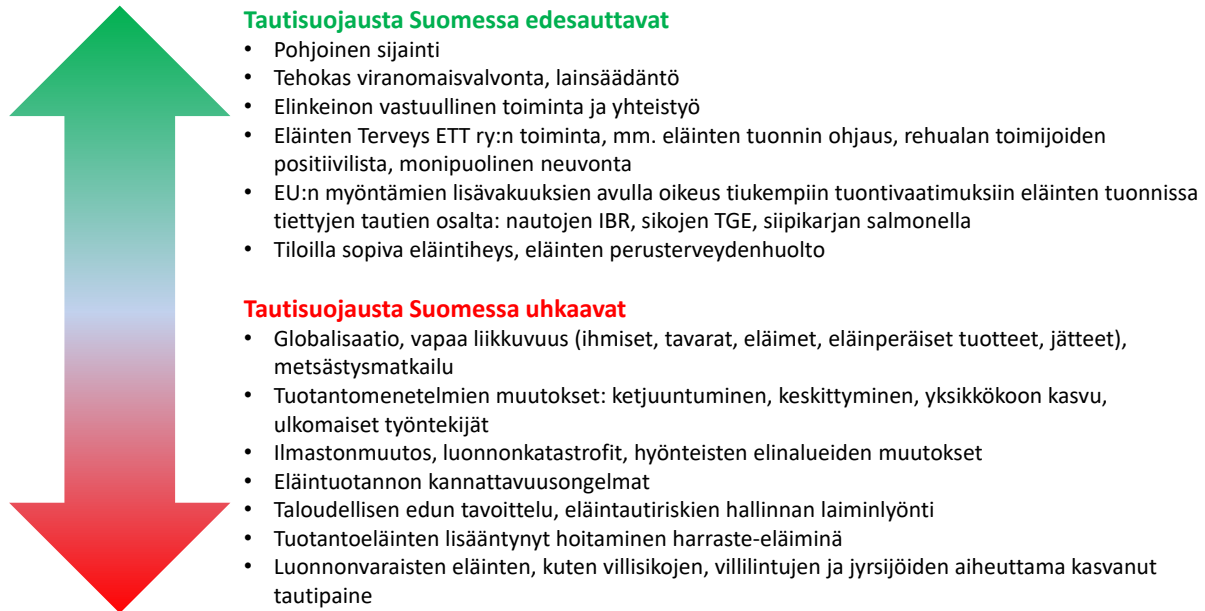 Tautisuojausta Suomessa edesauttavat
• Pohjoinen sijainti
• Tehokas viranomaisvalvonta, lainsäädäntö
• Elinkeinon vastuullinen toiminta ja yhteistyö
• Eläinten Terveys ETT ry:n toiminta, mm. eläinten tuonnin ohjaus, rehualan toimijoiden
positiivilista, monipuolinen neuvonta
• EU:n myöntämien lisävakuuksien avulla oikeus tiukempiin tuontivaatimuksiin eläinten tuonnissa
tiettyjen tautien osalta: nautojen IBR, sikojen TGE, siipikarjan salmonella
• Tiloilla sopiva eläintiheys, eläinten perusterveydenhuolto
Tautisuojausta Suomessa uhkaavat
• Globalisaatio, vapaa liikkuvuus (ihmiset, tavarat, eläimet, eläinperäiset tuotteet, jätteet),
metsästysmatkailu
• Tuotantomenetelmien muutokset: ketjuuntuminen, keskittyminen, yksikkökoon kasvu,
ulkomaiset työntekijät
• Ilmastonmuutos, luonnonkatastrofit, hyönteisten elinalueiden muutokset
• Eläintuotannon kannattavuusongelmat
• Taloudellisen edun tavoittelu, eläintautiriskien hallinnan laiminlyönti
• Tuotantoeläinten lisääntynyt hoitaminen harraste-eläiminä
• Luonnonvaraisten eläinten, kuten villisikojen, villilintujen ja jyrsijöiden aiheuttama kasvanut
tautipaine